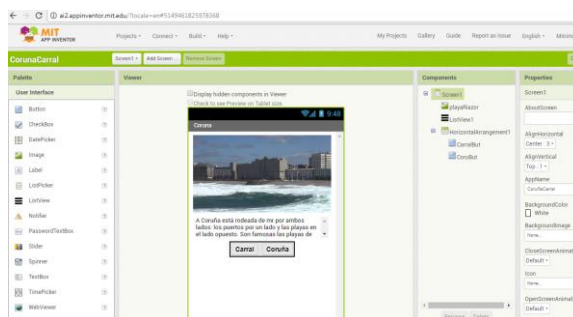 ai2.appinventor.mit.edu/?locale=en#5149461825978368
MIT
APP INVENTOR
Projects
Connect
Build
Help
My Projects
Gallery
Guide
Report an Issue
English
CorunaCarral
Screen1
Add Screen ...
Remove Screen
Palette
Viewer
Components
Properties
User Interface
Button
CheckBox
DatePicker
Image
Label
ListPicker
ListView
Notifier
PasswordTextBox
Slider
Spinner
TextBox
TimePicker
WebViewer
Display hidden components in Viewer
Check to see Preview on Tablet size.
9:48
Coruna
A Coruña está rodeada de mr por ambos
lados: los puertos por un lado y las playas en
el lado opuesto. Son famosas las playas de
Carral
Coruña
Screen1
playaRiazor
ListView1
HorizontalArrangement1
CarralBut
CoruBut
Screen1
AboutScreen
AlignHorizontal
Center : 3
AlignVertical
Top : 1
AppName
CoruñaCarral
BackgroundColor
White
BackgroundImage
None...
CloseScreenAnimat
Default
Icon
None...
OpenScreenAnimati
Default